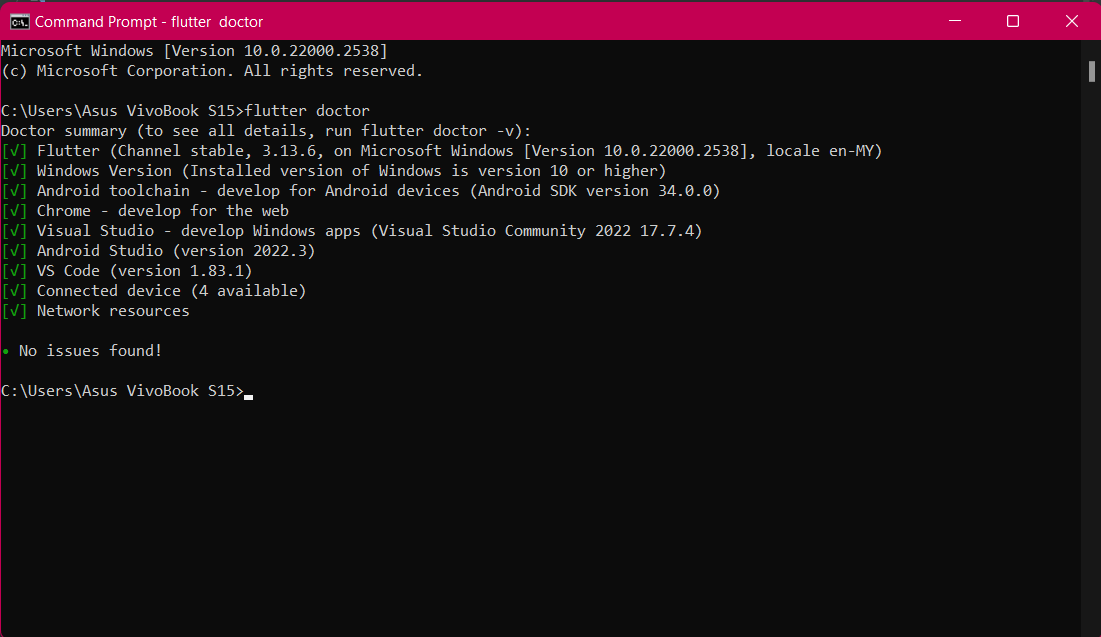 Command Prompt - flutter  doctor
Microsoft Windows [Version 10.0.22000.2538]
(c) Microsoft Corporation. All rights reserved.
C:\Users\Asus VivoBook S15>flutter doctor
Doctor summary (to see all details, run flutter doctor -v):
[√] Flutter (Channel stable, 3.13.6, on Microsoft Windows [Version 10.0.22000.2538], locale en-MY)
[√] Windows Version (Installed version of Windows is version 10 or higher)
[√] Android toolchain - develop for Android devices (Android SDK version 34.0.0)
[√] Chrome - develop for the web
[√] Visual Studio - develop Windows apps (Visual Studio Community 2022 17.7.4)
[√] Android Studio (version 2022.3)
[√] VS Code (version 1.83.1)
[√] Connected device (4 available)
[√] Network resources
• No issues found!
C:\Users\Asus VivoBook S15>